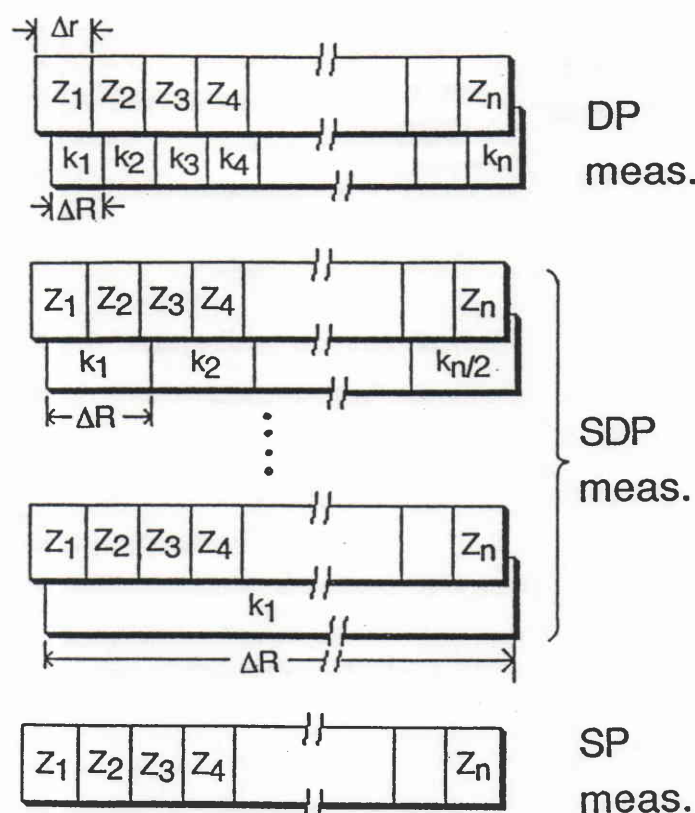 Δr
Z1 Z2 Z3 Z4 Zn
k1 k2 k3 k4 kn
ΔR
DP
meas.
Z1 Z2 Z3 Z4 Zn
k1 k2 kn/2
ΔR
SDP
meas.
Z1 Z2 Z3 Z4 Zn
k1
ΔR
Z1 Z2 Z3 Z4 Zn
SP
meas.